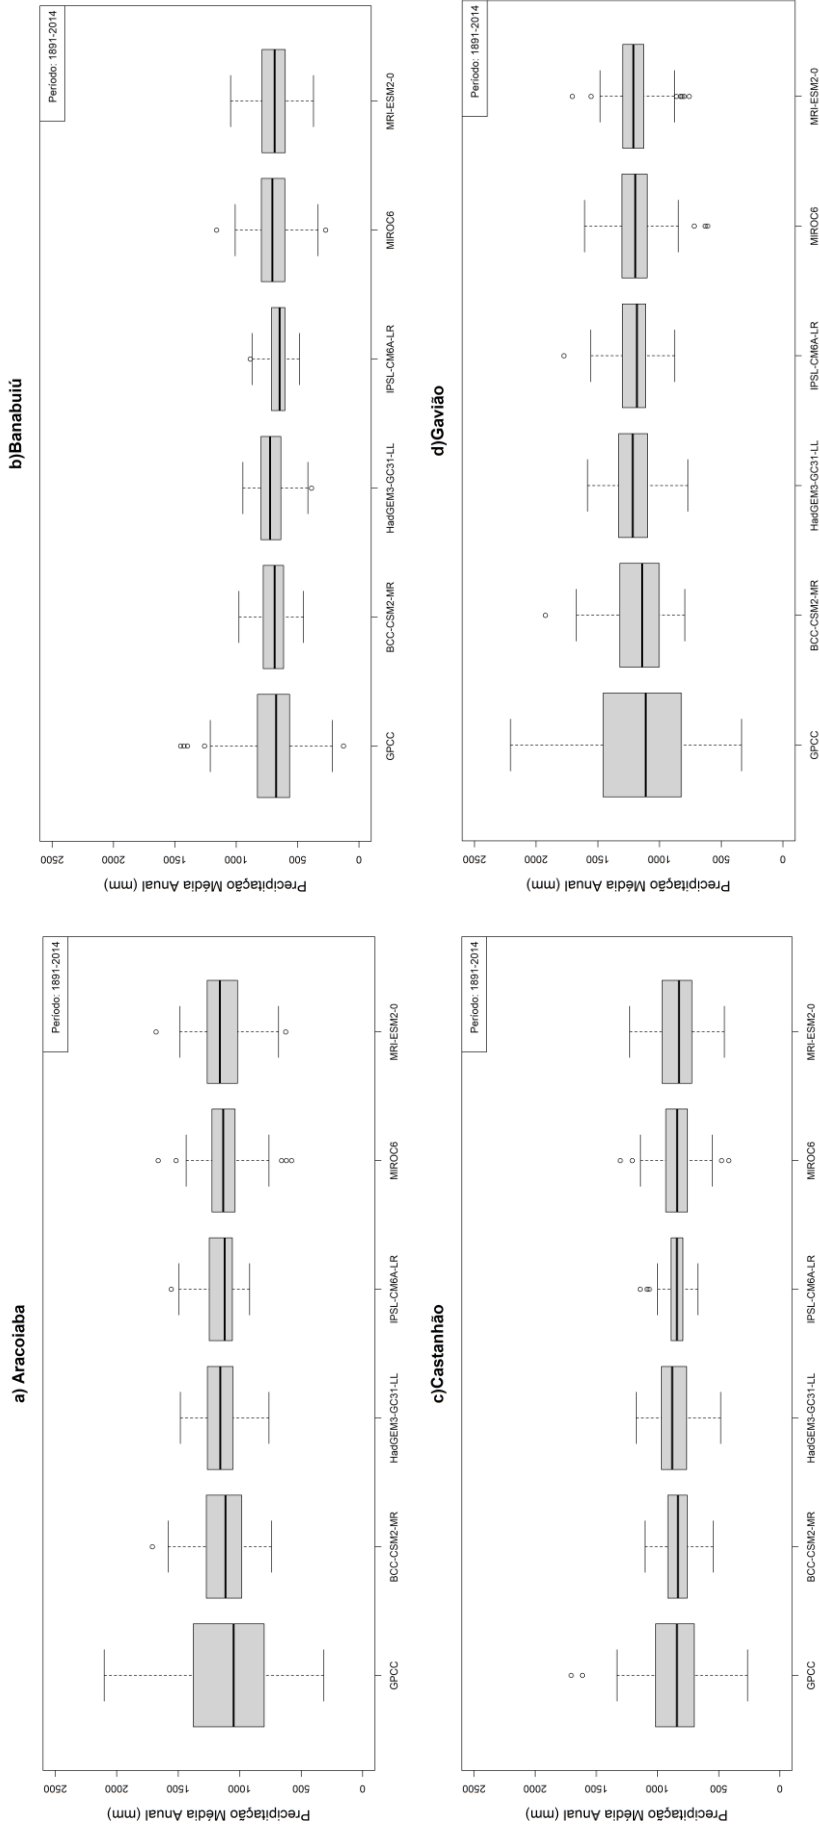 a) Aracoiaba
Período: 1891-2014
Precipitação Média Anual (mm)
2500
2000
1500
1000
500
0
GPCC
BCC-CSM2-MR
HadGEM3-GC31-LL
IPSL-CM6A-LR
MIROC6
MRI-ESM2-0
b)Banabuiú
Período: 1891-2014
Precipitação Média Anual (mm)
2500
2000
1500
1000
500
0
GPCC
BCC-CSM2-MR
HadGEM3-GC31-LL
IPSL-CM6A-LR
MIROC6
MRI-ESM2-0
c)Castanhão
Período: 1891-2014
Precipitação Média Anual (mm)
2500
2000
1500
1000
500
0
GPCC
BCC-CSM2-MR
HadGEM3-GC31-LL
IPSL-CM6A-LR
MIROC6
MRI-ESM2-0
d)Gavião
Período: 1891-2014
Precipitação Média Anual (mm)
2500
2000
1500
1000
500
0
GPCC
BCC-CSM2-MR
HadGEM3-GC31-LL
IPSL-CM6A-LR
MIROC6
MRI-ESM2-0